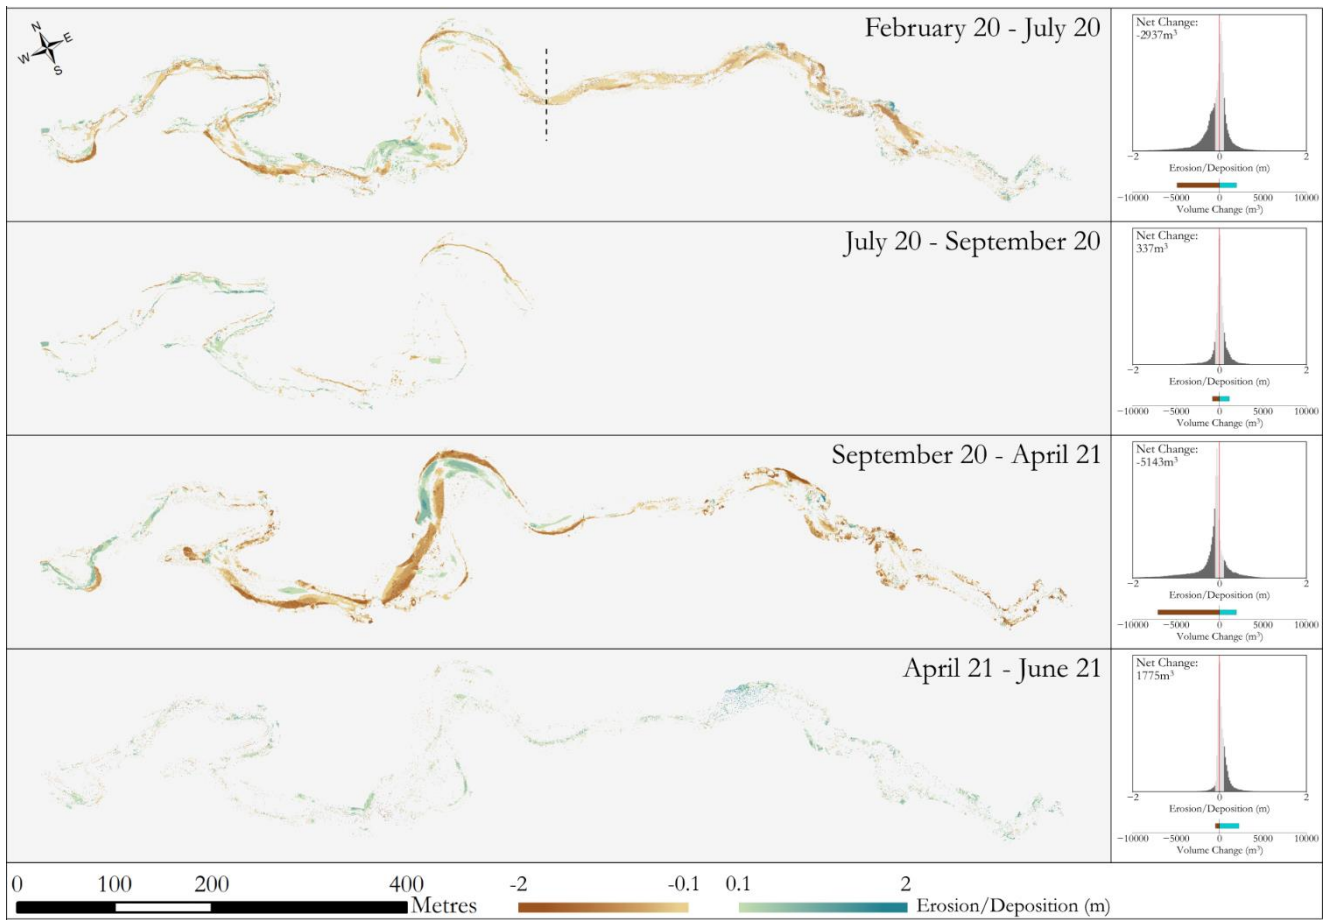 N
E
W
S
February 20 - July 20
Net Change:
-2937m³
−2 0 2
Erosion/Deposition (m)
−10000 −5000 0 5000 10000
Volume Change (m³)
July 20 - September 20
Net Change:
337m³
−2 0 2
Erosion/Deposition (m)
−10000 −5000 0 5000 10000
Volume Change (m³)
September 20 - April 21
Net Change:
-5143m³
−2 0 2
Erosion/Deposition (m)
−10000 −5000 0 5000 10000
Volume Change (m³)
April 21 - June 21
Net Change:
1775m³
−2 0 2
Erosion/Deposition (m)
−10000 −5000 0 5000 10000
Volume Change (m³)
0 100 200 400
Metres
-2 -0.1 0.1 2
Erosion/Deposition (m)